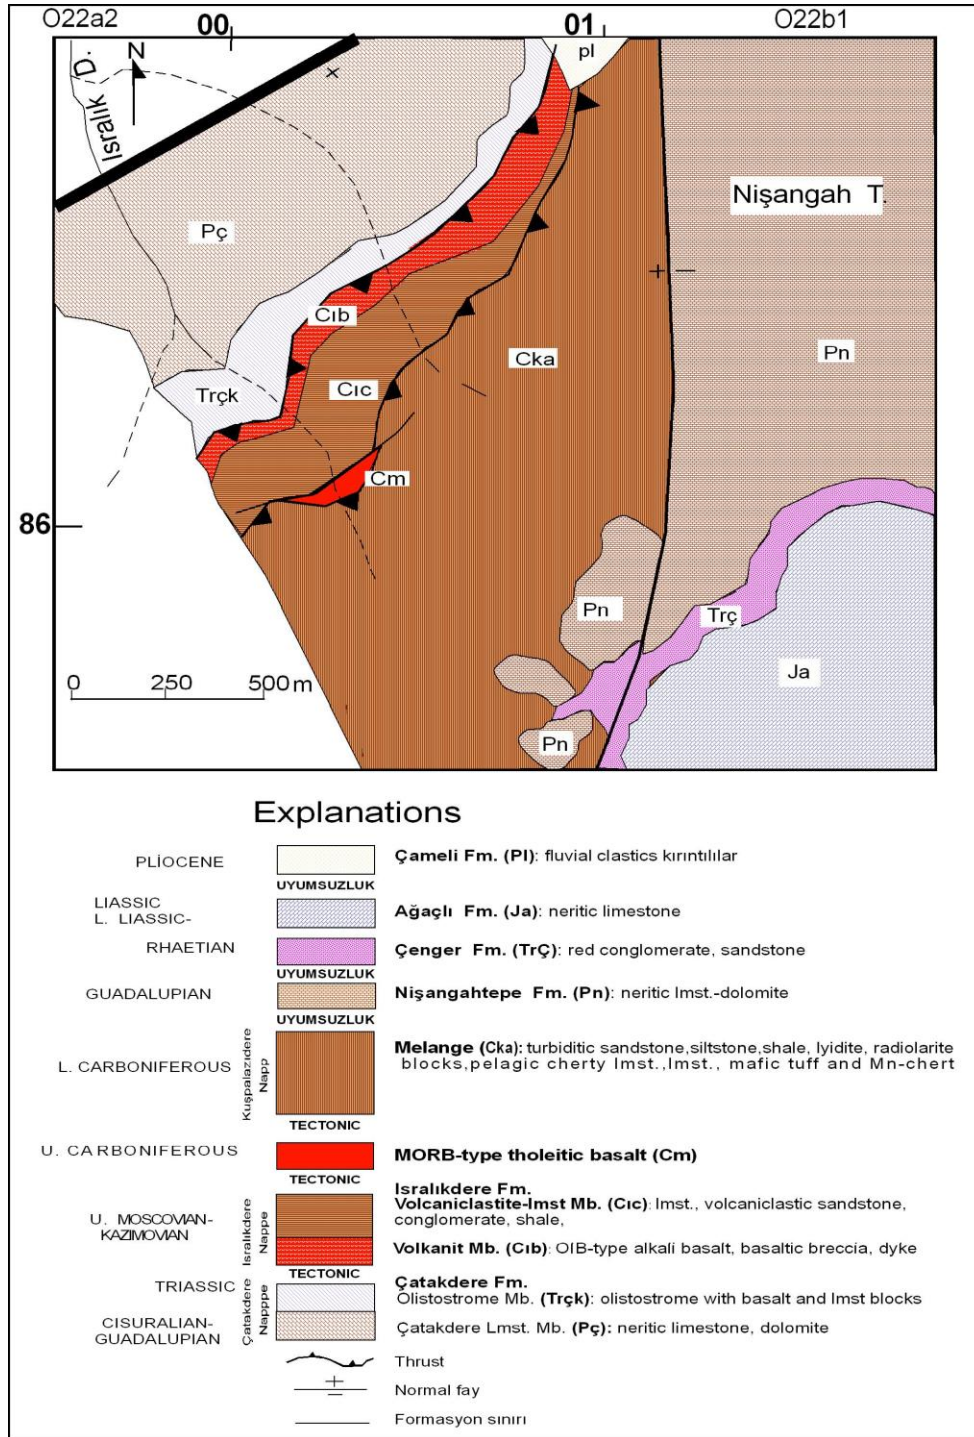 O22a2 00 01 O22b1
pl
N
Isralık D.
Nişangah T.
Pç
Cıb
Cka
Pn
Cıc
Trçk
Cm
86
Pn
Trç
Ja
0 250 500 m
Pn
Explanations
PLİOCENE
Çameli Fm. (Pl): fluvial clastics kırıntılılar
UYUMSUZLUK
LIASSIC
L. LIASSIC-
Ağaçlı Fm. (Ja): neritic limestone
RHAETIAN
Çenger Fm. (TrÇ): red conglomerate, sandstone
UYUMSUZLUK
GUADALUPIAN
Nişangahtepe Fm. (Pn): neritic lmst.-dolomite
UYUMSUZLUK
L. CARBONIFEROUS
Kuşpalazıdere
Napp
Melange (Cka): turbiditic sandstone,siltstone,shale, lyidite, radiolarite
blocks,pelagic cherty lmst.,lmst., mafic tuff and Mn-chert
TECTONIC
U. CARBONIFEROUS
MORB-type tholeitic basalt (Cm)
TECTONIC
U. MOSCOVIAN-
KAZIMOVIAN
Isralıkdere
Nappe
Isralıkdere Fm.
Volcaniclastite-lmst Mb. (Cıc): lmst., volcaniclastic sandstone,
conglomerate, shale,
Volkanit Mb. (Cıb): OIB-type alkali basalt, basaltic breccia, dyke
TECTONIC
TRIASSIC
Çatakdere
Napppe
Çatakdere Fm.
Olistostrome Mb. (Trçk): olistostrome with basalt and lmst blocks
CISURALIAN-
GUADALUPIAN
Çatakdere Lmst. Mb. (Pç): neritic limestone, dolomite
Thrust
Normal fay
Formasyon sınırı